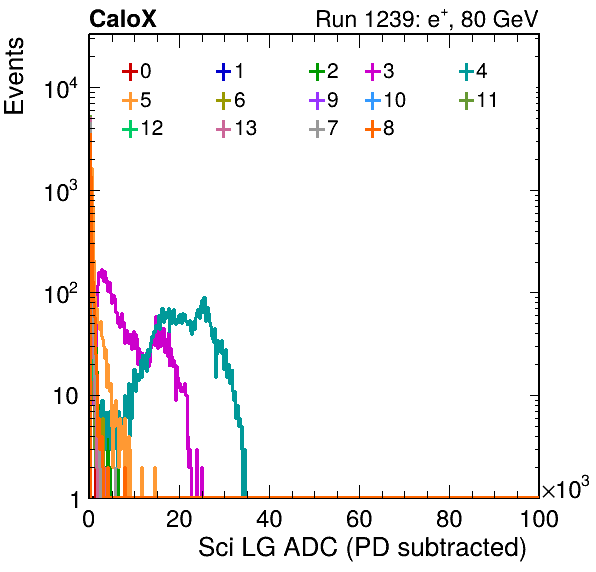 CaloX Run 1239: e⁺, 80 GeV
Events
0 1 2 3 4
5 6 9 10 11
12 13 7 8
10⁴
10³
10²
10
1
0 20 40 60 80 100
×10³
Sci LG ADC (PD subtracted)